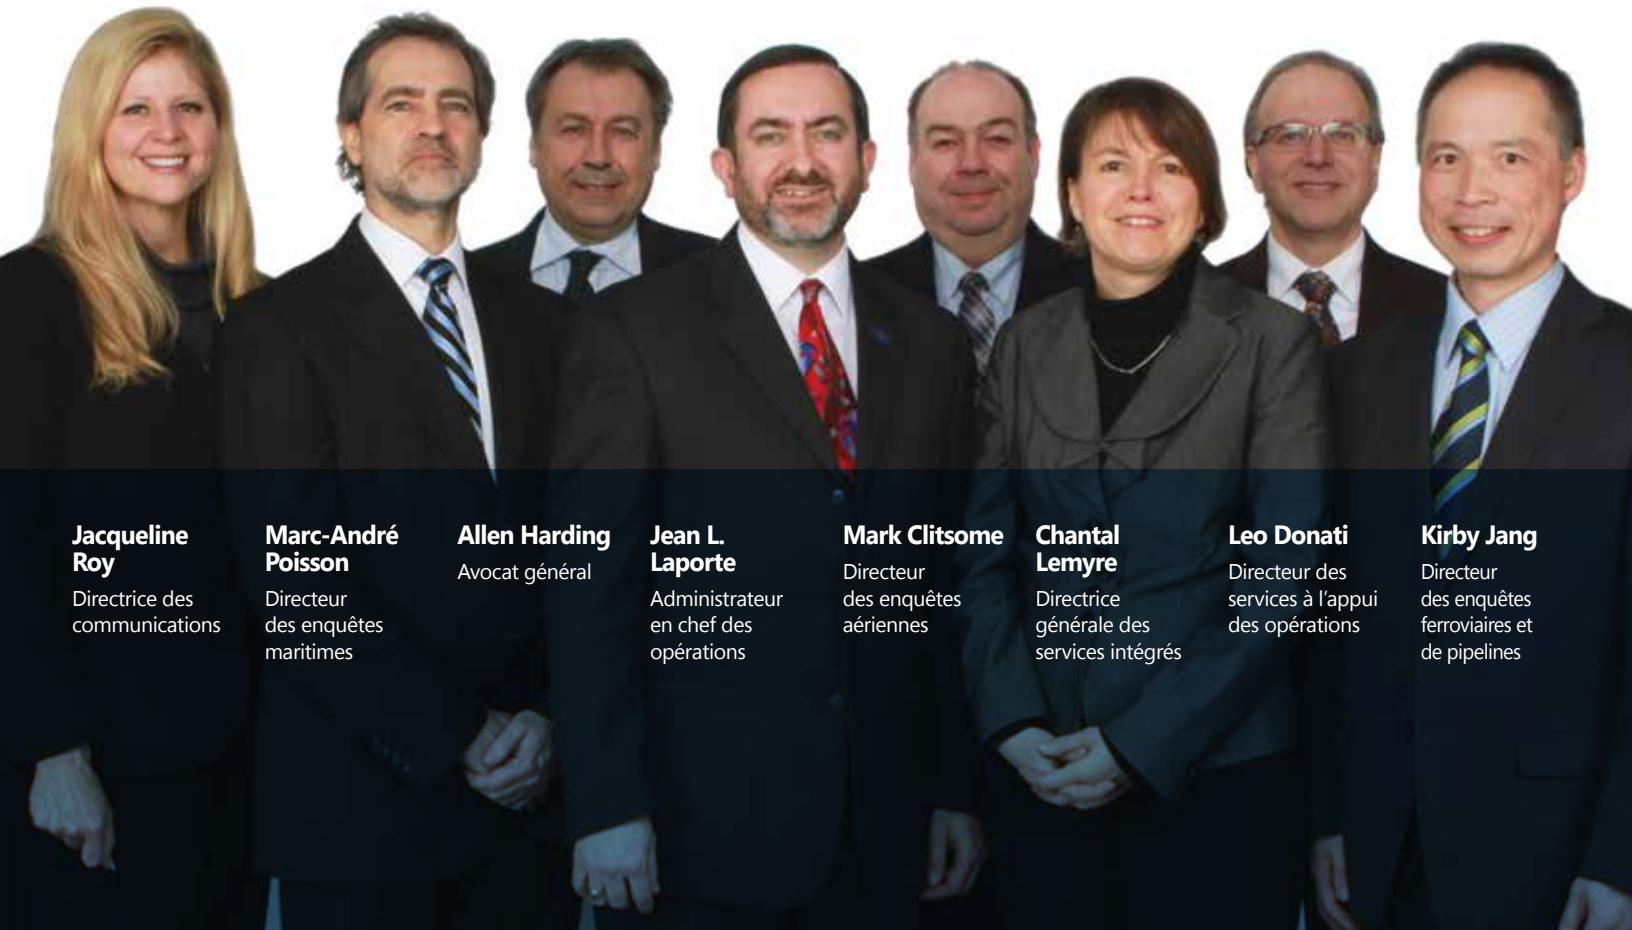 Jacqueline
Roy
Directrice des
communications
Marc-André
Poisson
Directeur
des enquêtes
maritimes
Allen Harding
Avocat général
Jean L.
Laporte
Administrateur
en chef des
opérations
Mark Clitsome
Directeur
des enquêtes
aériennes
Chantal
Lemyre
Directrice
générale des
services intégrés
Leo Donati
Directeur des
services à l'appui
des opérations
Kirby Jang
Directeur
des enquêtes
ferroviaires et
de pipelines